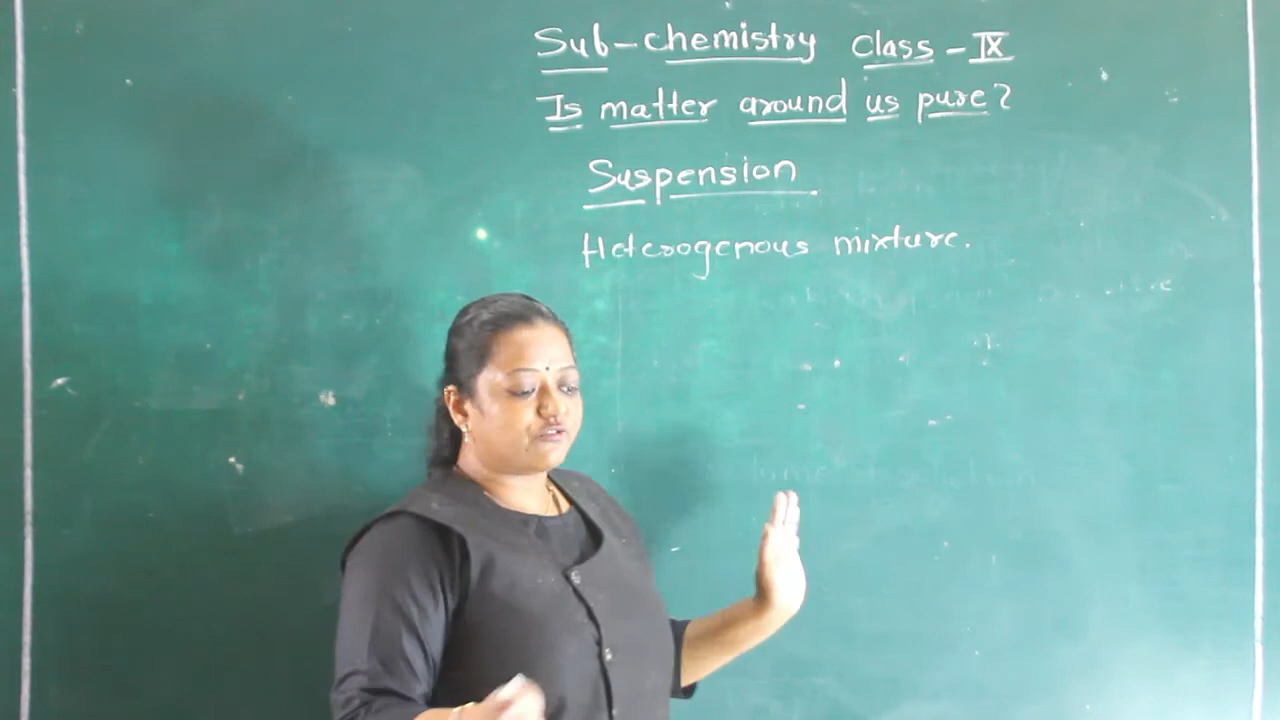 Sub-chemistry Class - IX
Is matter around us pure?
Suspension
Heterogenous mixture.